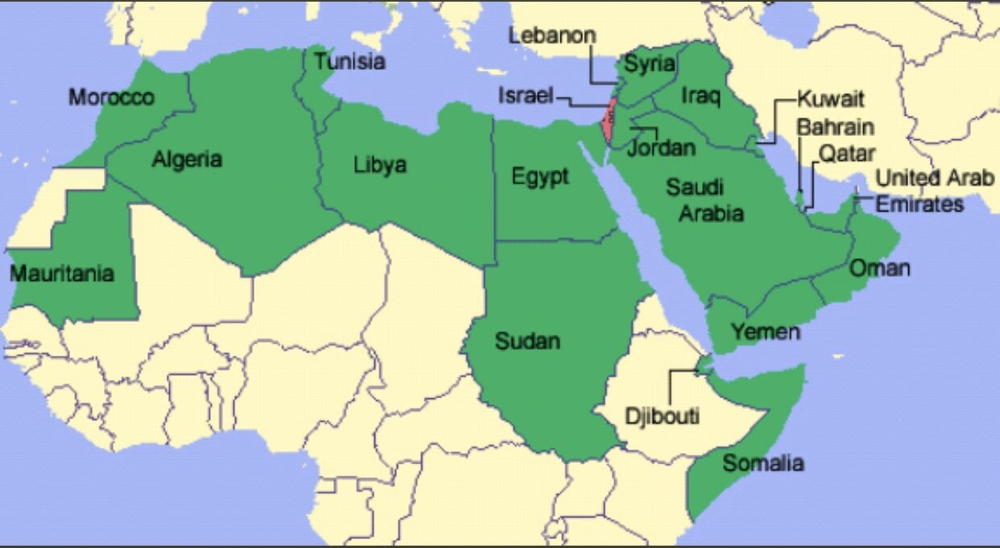 Lebanon
Tunisia
Syria
Morocco
Israel
Iraq
Kuwait
Bahrain
Jordan
Qatar
Algeria
Libya
Egypt
Saudi
Arabia
United Arab
Emirates
Mauritania
Oman
Sudan
Yemen
Djibouti
Somalia